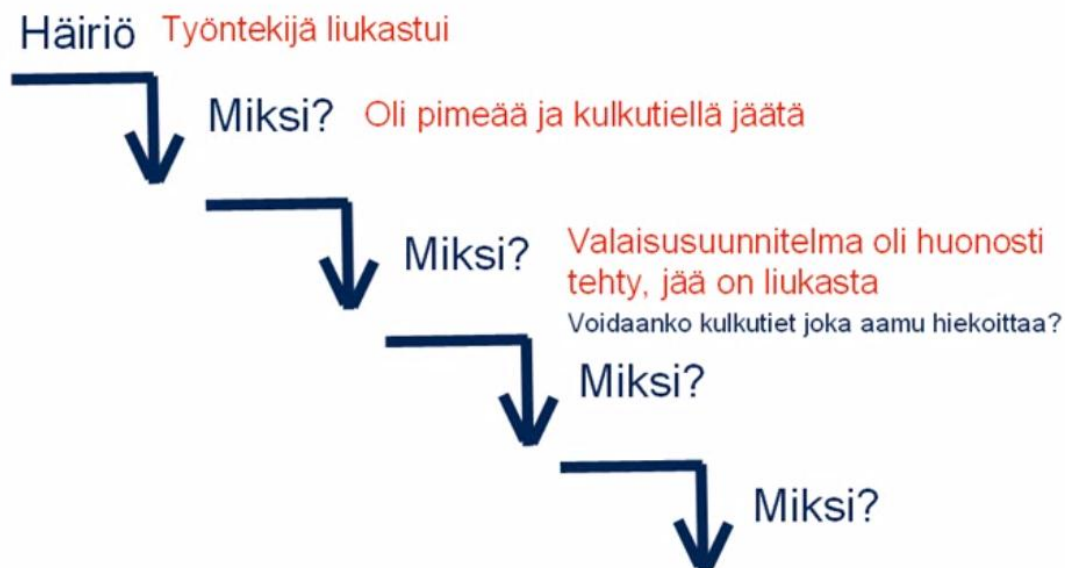 Häiriö Työntekijä liukastui
Miksi? Oli pimeää ja kulkutiellä jäätä
Miksi? Valaisusuunnitelma oli huonosti
tehty, jää on liukasta
Voidaanko kulkutiet joka aamu hiekoittaa?
Miksi?
Miksi?